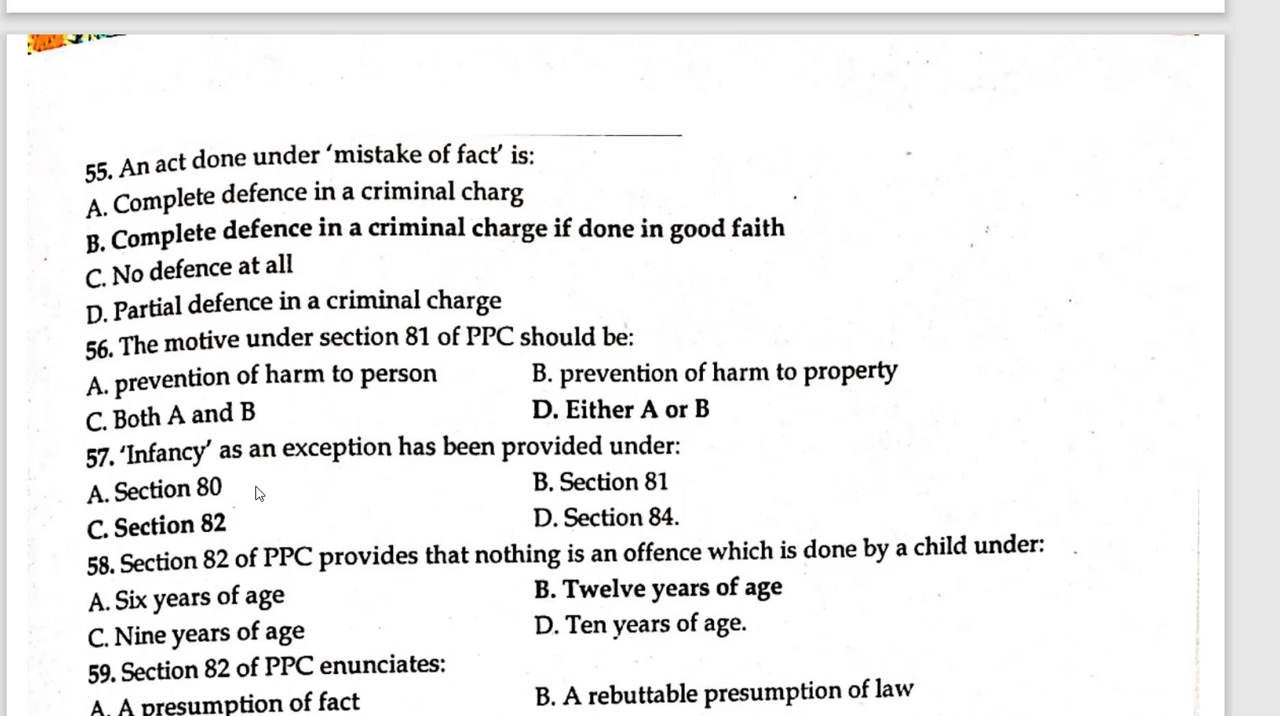 55. An act done under ‘mistake of fact’ is:
A. Complete defence in a criminal charg
B. Complete defence in a criminal charge if done in good faith
C. No defence at all
D. Partial defence in a criminal charge
56. The motive under section 81 of PPC should be:
A. prevention of harm to person B. prevention of harm to property
C. Both A and B D. Either A or B
57. ‘Infancy’ as an exception has been provided under:
A. Section 80 B. Section 81
C. Section 82 D. Section 84.
58. Section 82 of PPC provides that nothing is an offence which is done by a child under:
A. Six years of age B. Twelve years of age
C. Nine years of age D. Ten years of age.
59. Section 82 of PPC enunciates:
A. A presumption of fact B. A rebuttable presumption of law